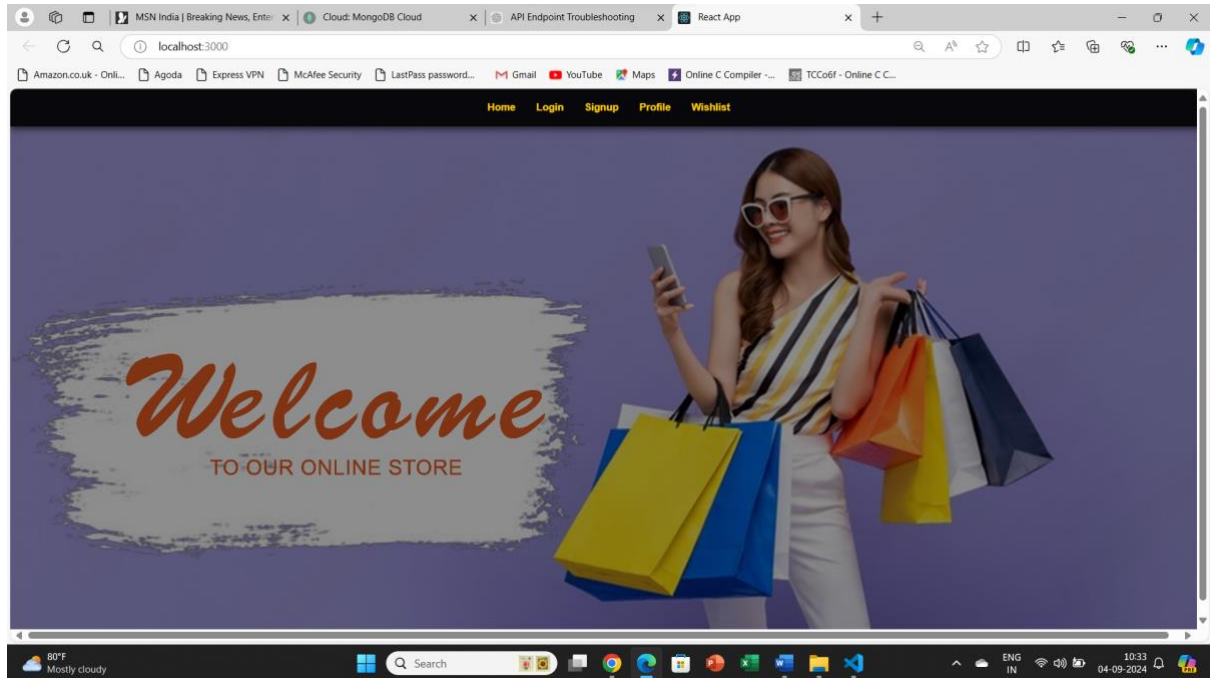 MSN India | Breaking News, Enter
Cloud: MongoDB Cloud
API Endpoint Troubleshooting
React App
localhost:3000
Amazon.co.uk - Onli...
Agoda
Express VPN
McAfee Security
LastPass password...
Gmail
YouTube
Maps
Online C Compiler -...
TCCo6f - Online C C...
Home Login Signup Profile Wishlist
Welcome
TO OUR ONLINE STORE
80°F
Mostly cloudy
Search
ENG
IN
10:33
04-09-2024